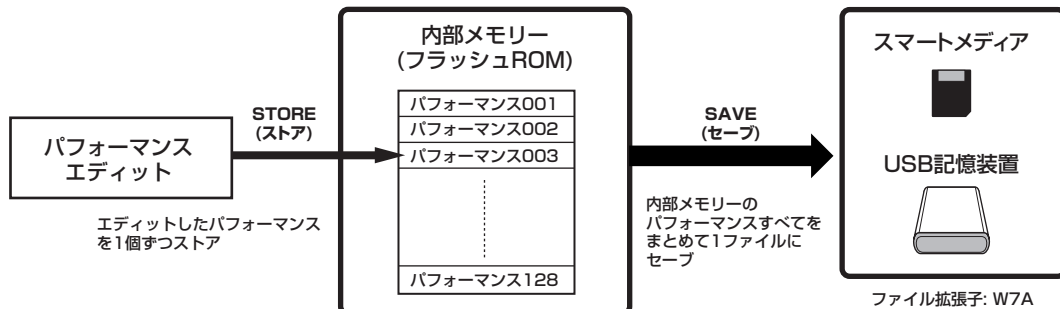 パフォーマンス
エディット
STORE
(ストア)
エディットしたパフォーマンス
を1個ずつストア
内部メモリー
(フラッシュROM)
パフォーマンス001
パフォーマンス002
パフォーマンス003
パフォーマンス128
SAVE
(セーブ)
内部メモリーの
パフォーマンスすべてを
まとめて1ファイルに
セーブ
スマートメディア
USB記憶装置
ファイル拡張子: W7A